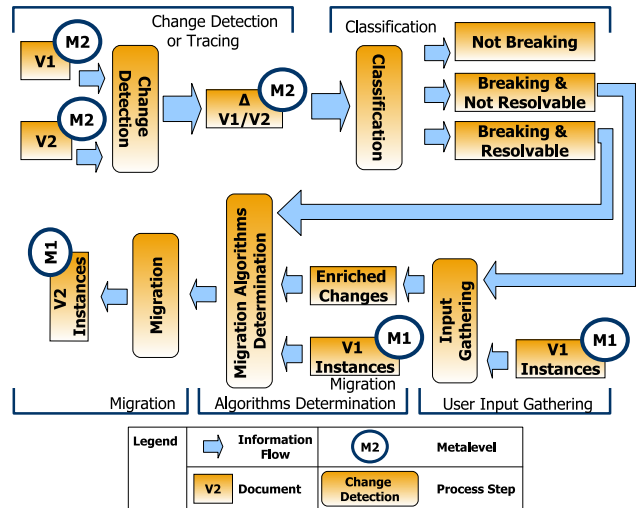 Change Detection
or Tracing
Classification
M2
V1
M2
V2
Change
Detection
M2
Δ
V1/V2
Classification
Not Breaking
Breaking &
Not Resolvable
Breaking &
Resolvable
M1
V2
Instances
Migration
Migration Algorithms
Determination
Enriched
Changes
M1
V1
Instances
Input
Gathering
M1
V1
Instances
Migration
Migration
Algorithms Determination
User Input Gathering
Legend
Information
Flow
M2
Metalevel
V2
Document
Change
Detection
Process Step